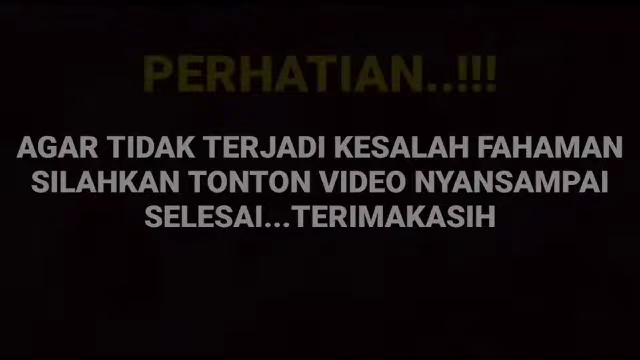 PERHATIAN..!!!
AGAR TIDAK TERJADI KESALAH FAHAMAN
SILAHKAN TONTON VIDEO NYANSAMPAI
SELESAI...TERIMAKASIH